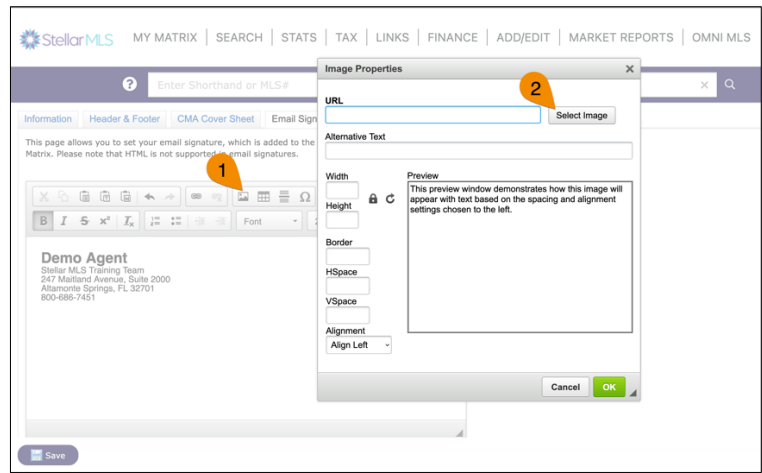 StellarMLS MY MATRIX SEARCH STATS TAX LINKS FINANCE ADD/EDIT MARKET REPORTS OMNI MLS
? Enter Shorthand or MLS#
Information Header & Footer CMA Cover Sheet Email Sign
This page allows you to set your email signature, which is added to the
Matrix. Please note that HTML is not supported in email signatures.
1
B I S x² Ix Font
Demo Agent
Stellar MLS Training Team
247 Maitland Avenue, Suite 2000
Altamonte Springs, FL 32701
800-686-7451
Save
Image Properties
2
URL
Select Image
Alternative Text
Width
Height
Preview
This preview window demonstrates how this image will
appear with text based on the spacing and alignment
settings chosen to the left.
Border
HSpace
VSpace
Alignment
Align Left
Cancel OK